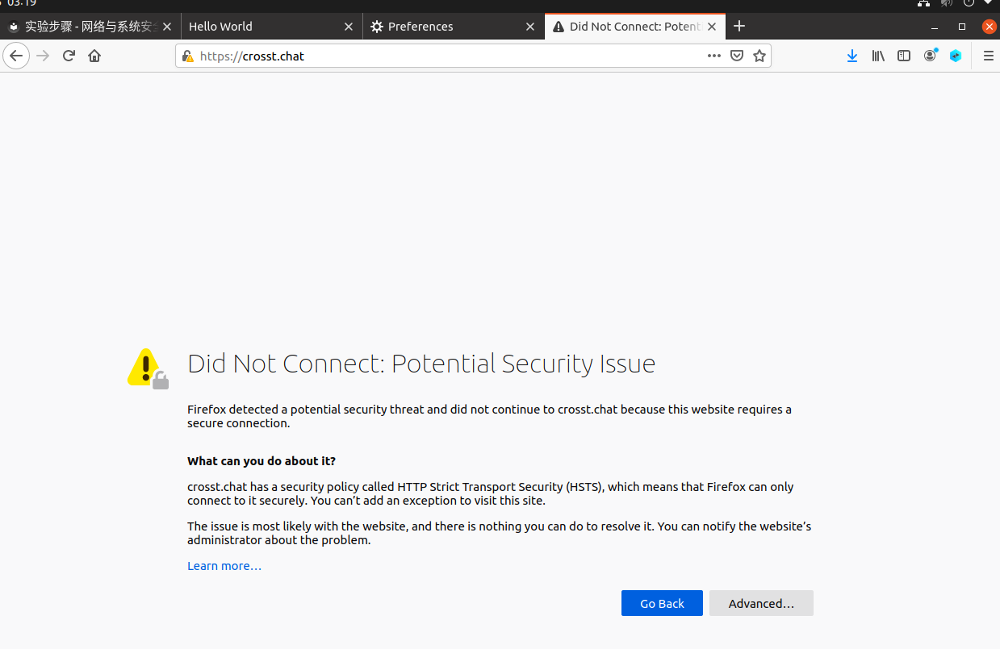 03:19
实验步骤 - 网络与系统安全
Hello World
Preferences
Did Not Connect: Potent
https://crosst.chat
Did Not Connect: Potential Security Issue
Firefox detected a potential security threat and did not continue to crosst.chat because this website requires a
secure connection.
What can you do about it?
crosst.chat has a security policy called HTTP Strict Transport Security (HSTS), which means that Firefox can only
connect to it securely. You can’t add an exception to visit this site.
The issue is most likely with the website, and there is nothing you can do to resolve it. You can notify the website’s
administrator about the problem.
Learn more…
Go Back
Advanced…